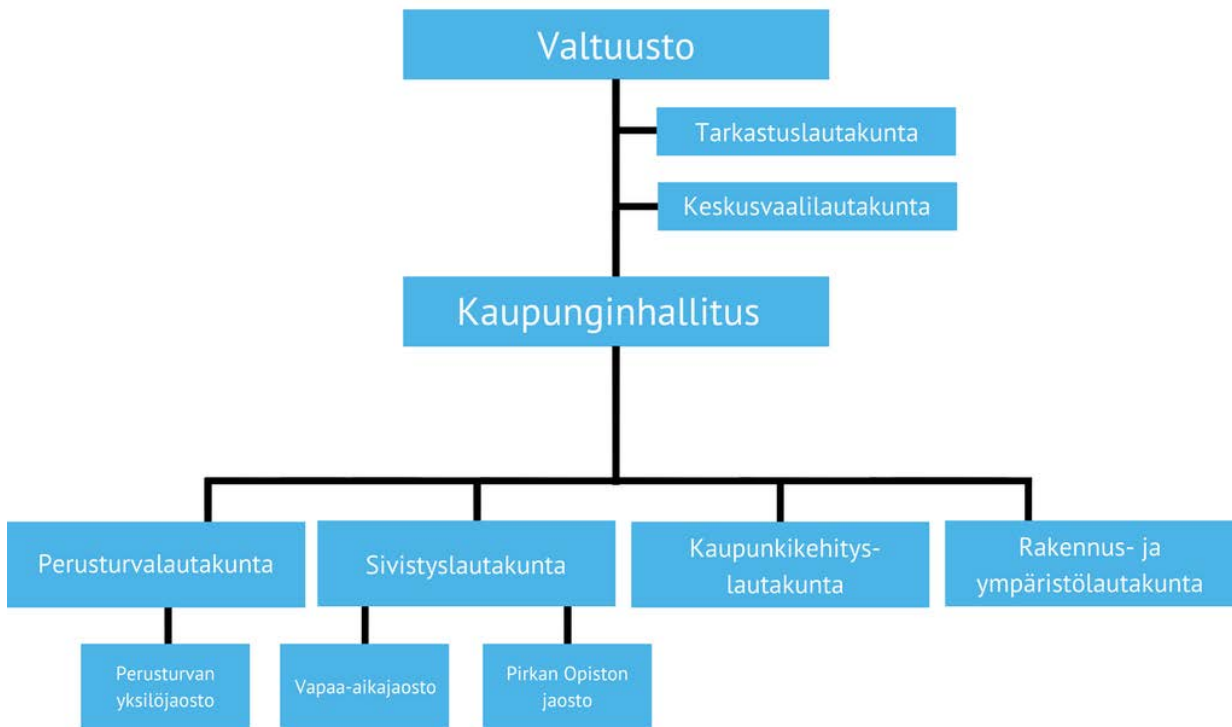 Valtuusto
Tarkastuslautakunta
Keskusvaalilautakunta
Kaupunginhallitus
Perusturvalautakunta
Sivistyslautakunta
Kaupunkikehitys-
lautakunta
Rakennus- ja
ympäristölautakunta
Perusturvan
yksilöjaosto
Vapaa-aikajaosto
Pirkan Opiston
jaosto